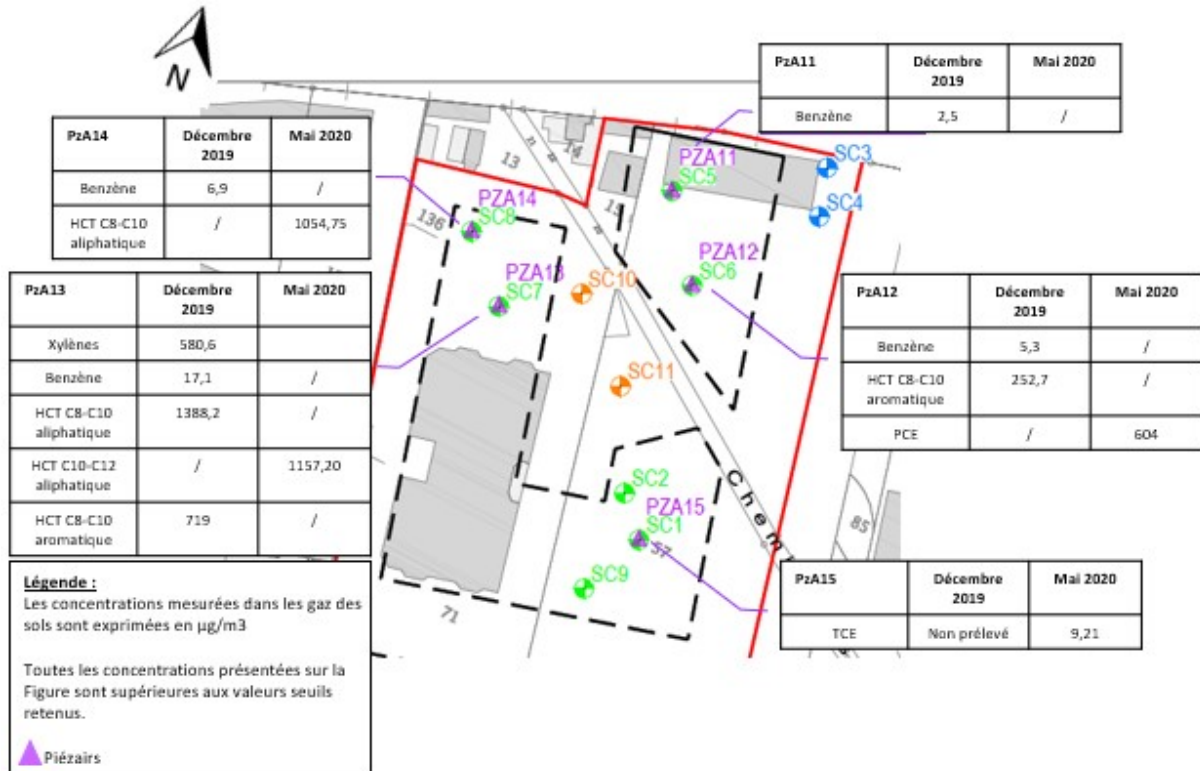 N
PzA11 Décembre 2019 Mai 2020
Benzène 2,5 /
PzA14 Décembre 2019 Mai 2020
Benzène 6,9 /
HCT C8-C10 aliphatique / 1054,75
13
14
15
136
PZA11
SC5
SC3
SC4
PZA14
SC8
PZA12
SC6
PZA13
SC7
SC10
SC11
PzA13 Décembre 2019
Xylènes 580,6
Benzène 17,1 /
HCT C8-C10 aliphatique 1388,2 /
HCT C10-C12 aliphatique / 1157,20
HCT C8-C10 aromatique 719 /
PzA12 Décembre 2019 Mai 2020
Benzène 5,3 /
HCT C8-C10 aromatique 252,7 /
PCE / 604
SC2
PZA15
SC1
57
SC9
71
85
PzA15 Décembre 2019 Mai 2020
TCE Non prélevé 9,21
Légende :
Les concentrations mesurées dans les gaz des
sols sont exprimées en µg/m3
Toutes les concentrations présentées sur la
Figure sont supérieures aux valeurs seuils
retenus.
Piézairs